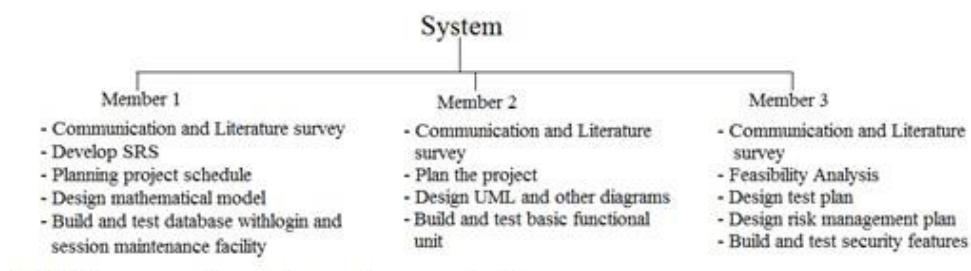 System
Member 1
- Communication and Literature survey
- Develop SRS
- Planning project schedule
- Design mathematical model
- Build and test database withlogin and
session maintenance facility
Member 2
- Communication and Literature
survey
- Plan the project
- Design UML and other diagrams
- Build and test basic functional
unit
Member 3
- Communication and Literature
survey
- Feasibility Analysis
- Design test plan
- Design risk management plan
- Build and test security features